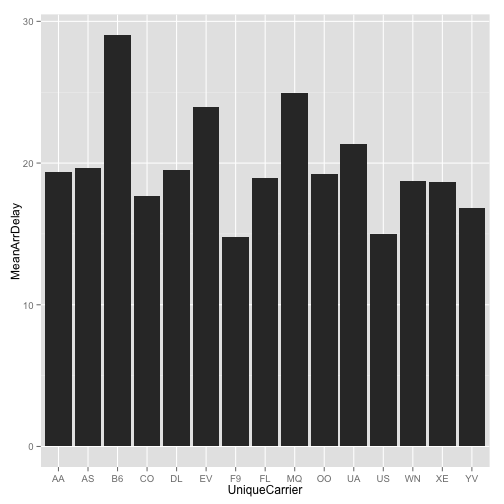 MeanArrDelay
30
20
10
0
AA AS B6 CO DL EV F9 FL MQ OO UA US WN XE YV
UniqueCarrier